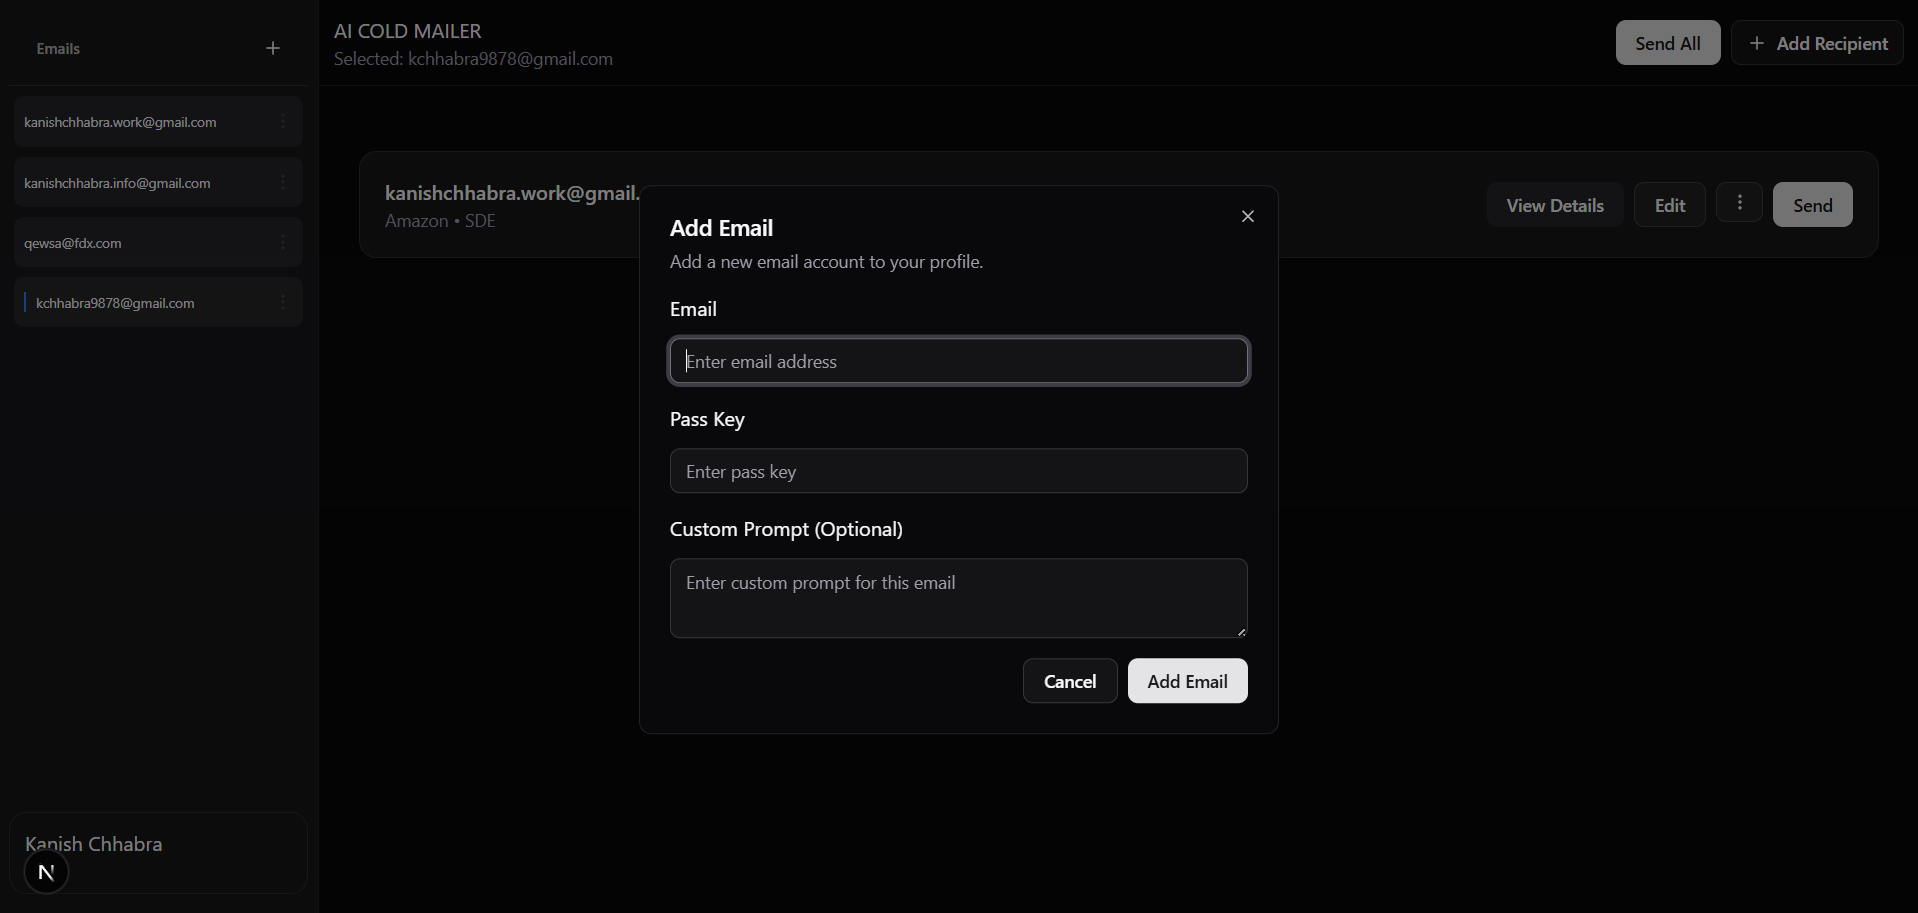 Emails
kanishchhabra.work@gmail.com
kanishchhabra.info@gmail.com
qewsa@fdx.com
kchhabra9878@gmail.com
Kanish Chhabra
N
AI COLD MAILER
Selected: kchhabra9878@gmail.com
Send All
+ Add Recipient
kanishchhabra.work@gmail.
Amazon • SDE
View Details
Edit
Send
Add Email
Add a new email account to your profile.
Email
Enter email address
Pass Key
Enter pass key
Custom Prompt (Optional)
Enter custom prompt for this email
Cancel
Add Email